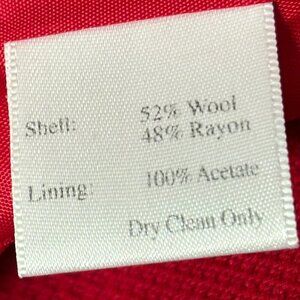 Shell: 52% Wool
48% Rayon
Lining: 100% Acetate
Dry Clean Only